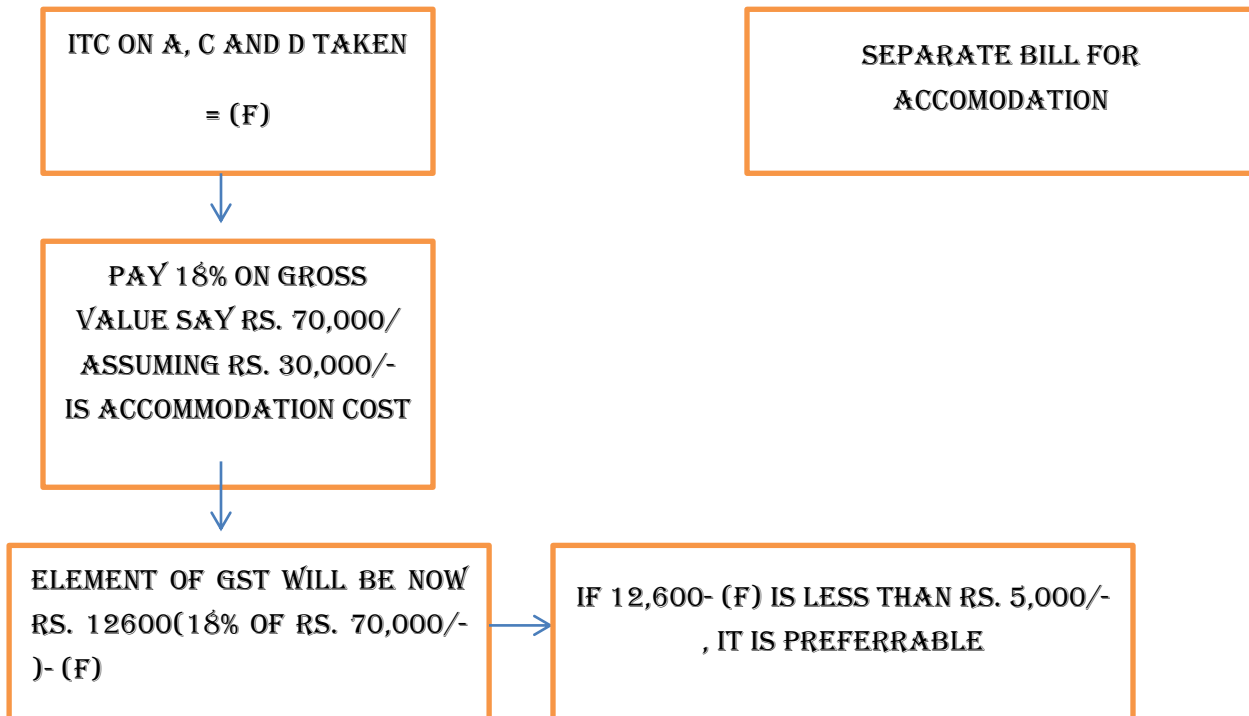 ITC ON A, C AND D TAKEN
= (F)
SEPARATE BILL FOR
ACCOMODATION
PAY 18% ON GROSS
VALUE SAY RS. 70,000/
ASSUMING RS. 30,000/-
IS ACCOMMODATION COST
ELEMENT OF GST WILL BE NOW
RS. 12600(18% OF RS. 70,000/-
)- (F)
IF 12,600- (F) IS LESS THAN RS. 5,000/-
, IT IS PREFERRABLE